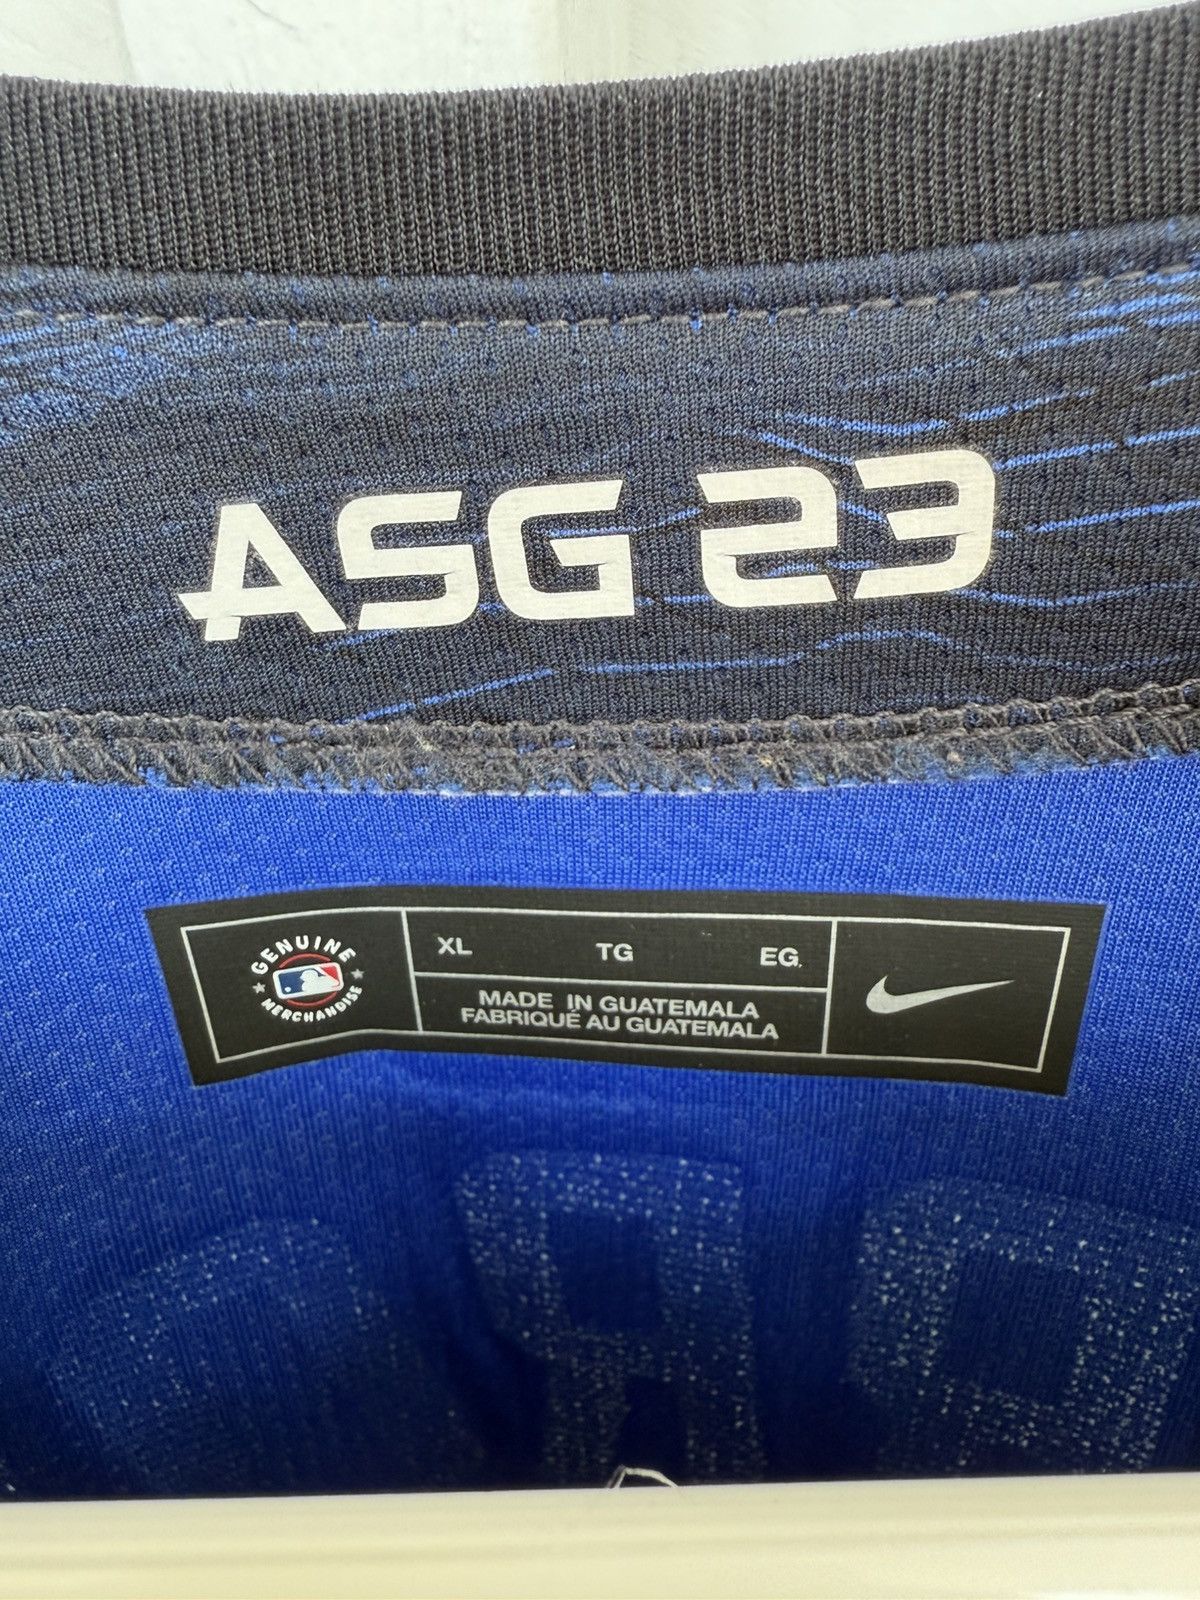 ASG 23
GENUINE
MERCHANDISE
XL TG EG
MADE IN GUATEMALA
FABRIQUÉ AU GUATEMALA